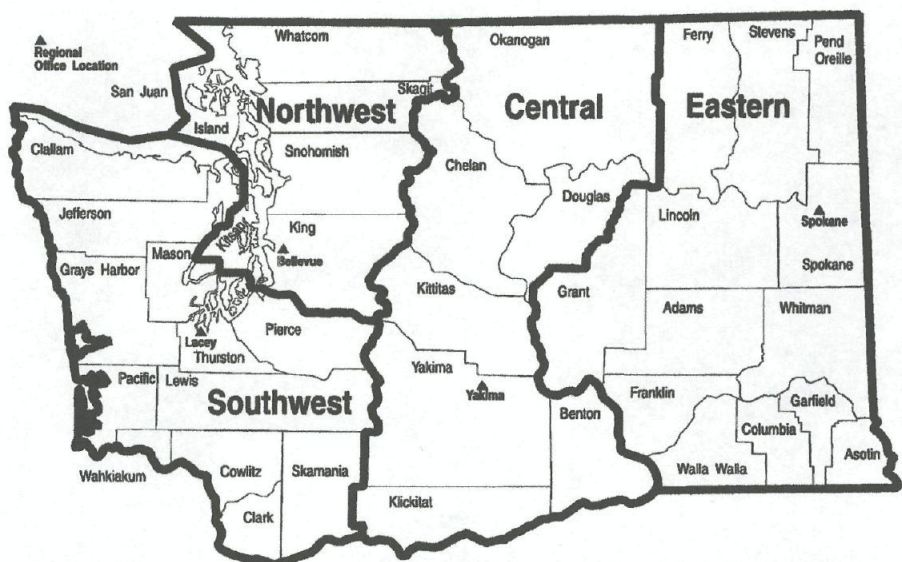 Regional
Office Location
San Juan
Whatcom
Skagit
Northwest
Island
Snohomish
Clallam
Jefferson
Kitsap
King
Bellevue
Mason
Grays Harbor
Lacey
Thurston
Pierce
Pacific
Lewis
Southwest
Wahkiakum
Cowlitz
Skamania
Clark
Okanogan
Central
Chelan
Douglas
Kittitas
Yakima
Yakima
Benton
Klickitat
Ferry
Stevens
Pend
Oreille
Eastern
Lincoln
Spokane
Spokane
Grant
Adams
Whitman
Franklin
Garfield
Columbia
Walla Walla
Asotin